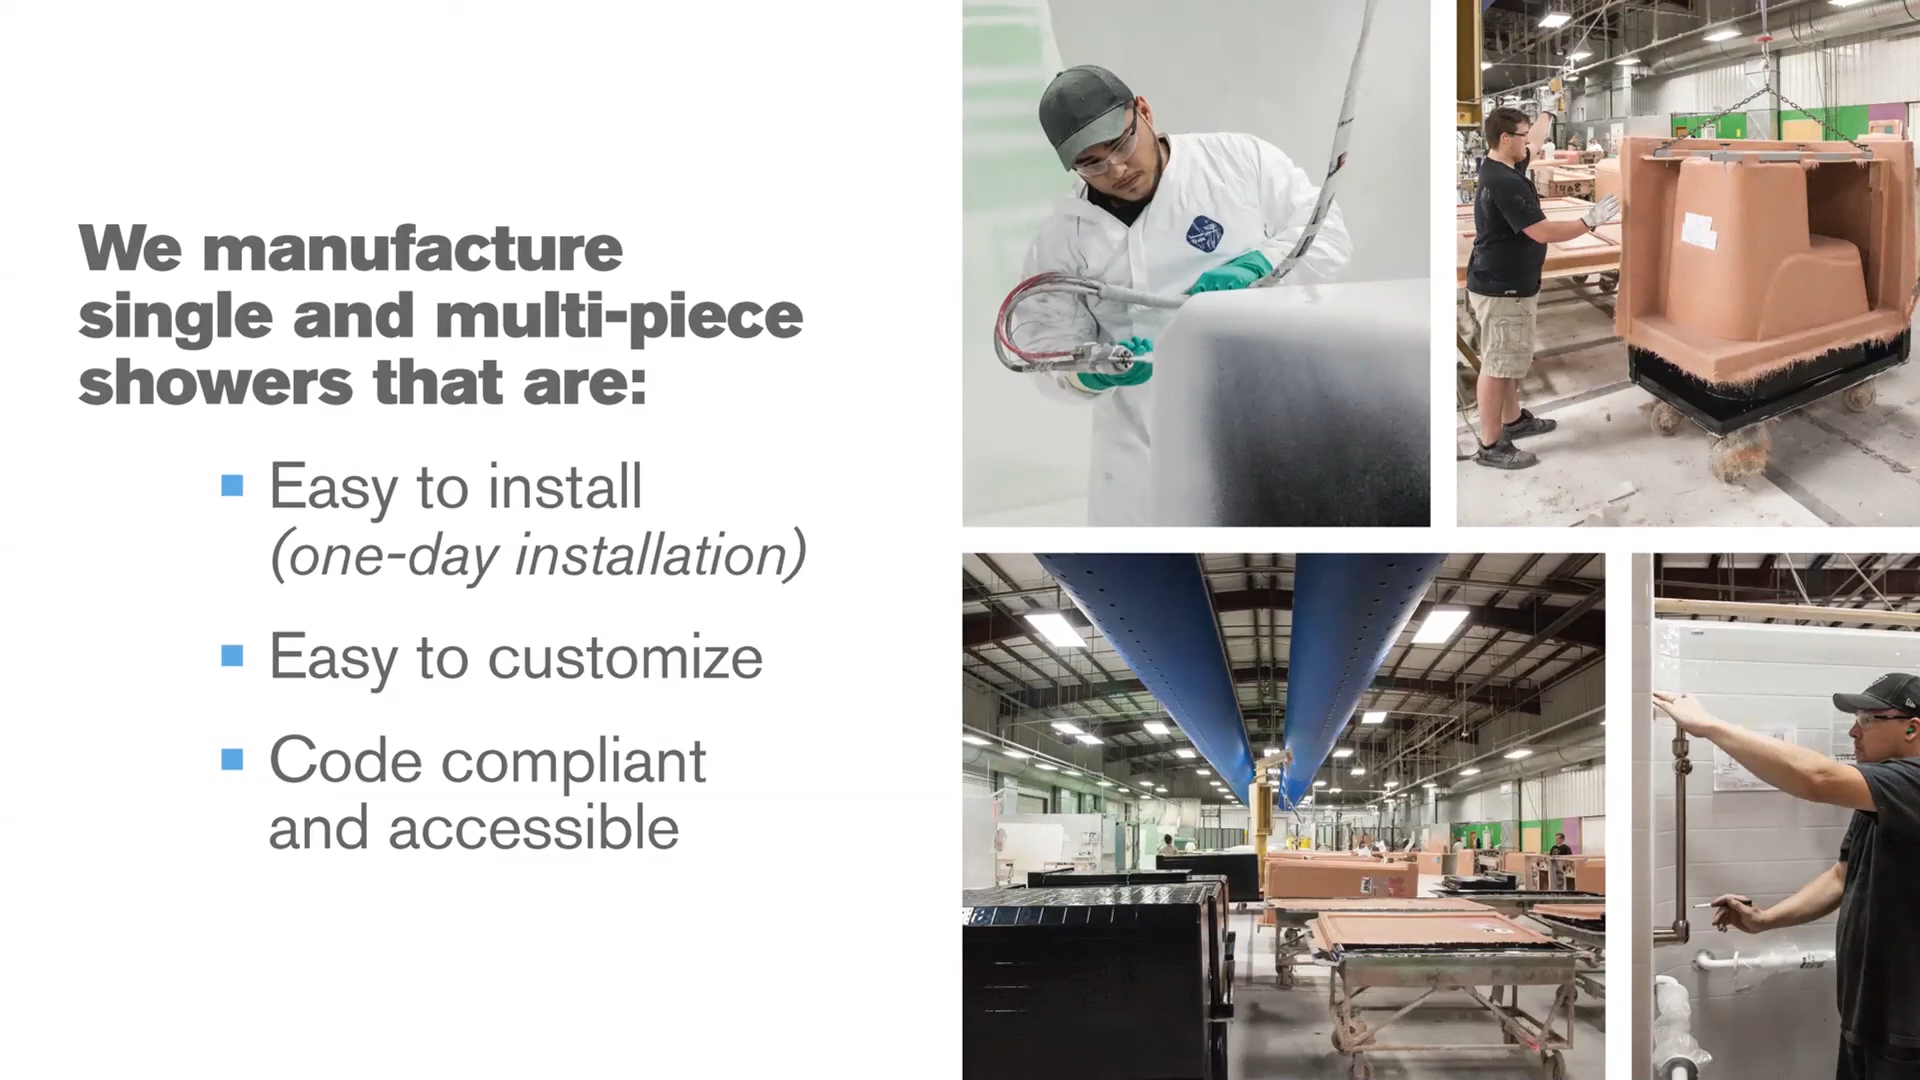 We manufacture
single and multi-piece
showers that are:
Easy to install
(one-day installation)
Easy to customize
Code compliant
and accessible